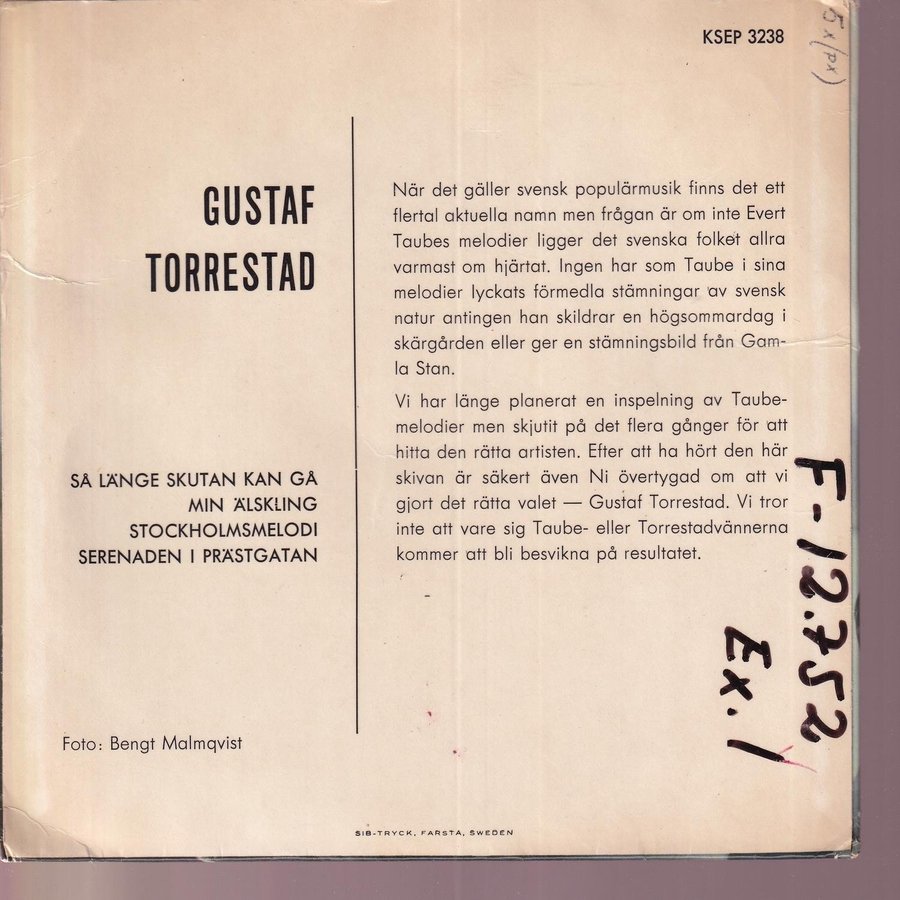 KSEP 3238
5x(px)
GUSTAF
TORRESTAD
SÅ LÄNGE SKUTAN KAN GÅ
MIN ÄLSKLING
STOCKHOLMSMELODI
SERENADEN I PRÄSTGATAN
Foto: Bengt Malmqvist
När det gäller svensk populärmusik finns det ett
flertal aktuella namn men frågan är om inte Evert
Taubes melodier ligger det svenska folket allra
varmast om hjärtat. Ingen har som Taube i sina
melodier lyckats förmedla stämningar av svensk
natur antingen han skildrar en högsommardag i
skärgården eller ger en stämningsbild från Gam-
la Stan.
Vi har länge planerat en inspelning av Taube-
melodier men skjutit på det flera gånger för att
hitta den rätta artisten. Efter att ha hört den här
skivan är säkert även Ni övertygad om att vi
gjort det rätta valet — Gustaf Torrestad. Vi tror
inte att vare sig Taube- eller Torrestadvännerna
kommer att bli besvikna på resultatet.
F-12.752
Ex. 1
SIB-TRYCK, FARSTA, SWEDEN